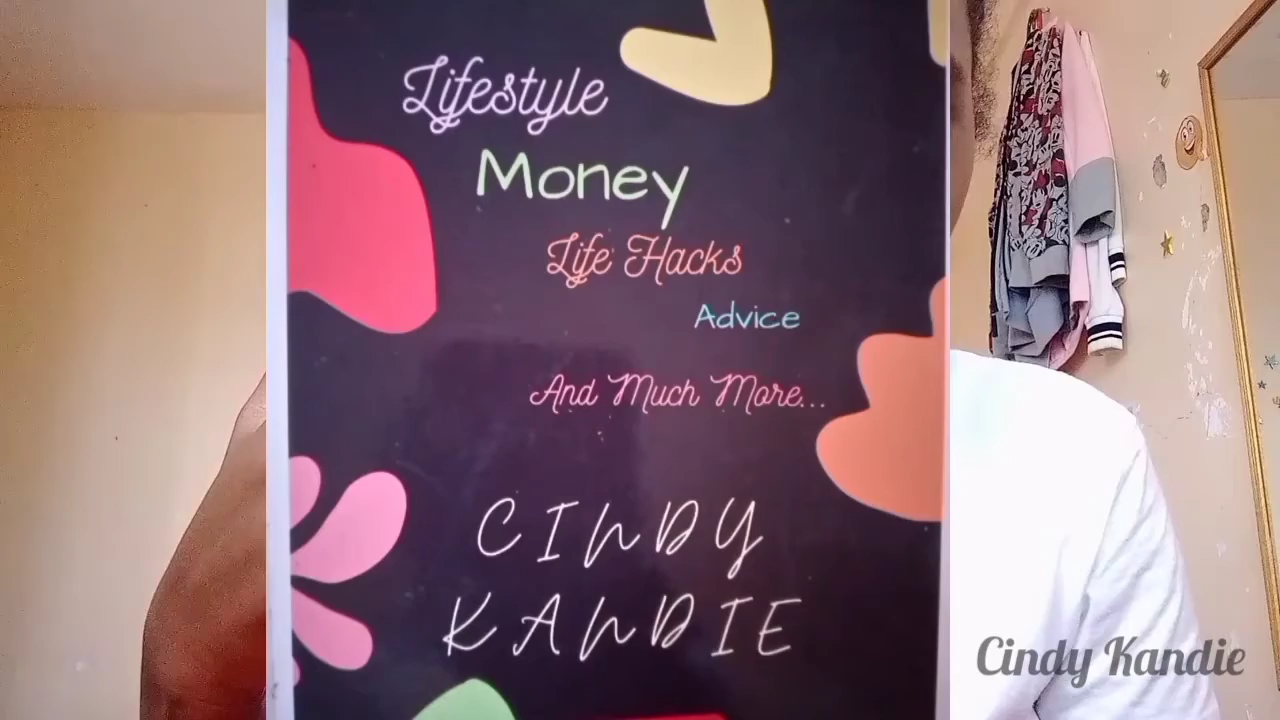 Lifestyle
Money
Life Hacks
Advice
And Much More...
CINDY
KANDIE
Cindy Kandie